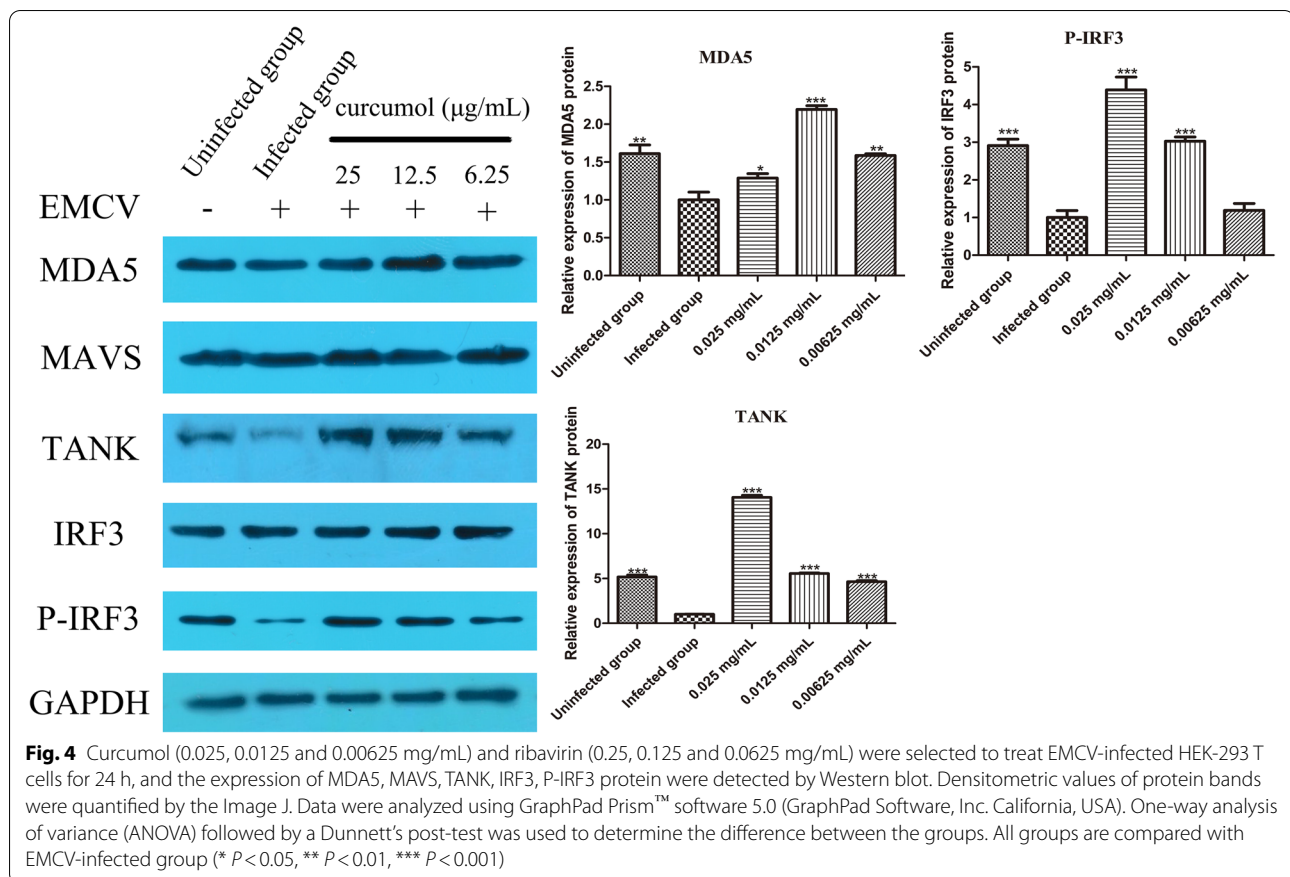 Uninfected group
Infected group
curcumol (μg/mL)
25 12.5 6.25
EMCV - + + + +
MDA5
MAVS
TANK
IRF3
P-IRF3
GAPDH
MDA5
Relative expression of MDA5 protein
2.5
2.0
1.5
1.0
0.5
0.0
** * *** **
Uninfected group
Infected group
0.025 mg/mL
0.0125 mg/mL
0.00625 mg/mL
P-IRF3
Relative expression of IRF3 protein
5
4
3
2
1
0
*** *** ***
Uninfected group
Infected group
0.025 mg/mL
0.0125 mg/mL
0.00625 mg/mL
TANK
Relative expression of TANK protein
20
15
10
5
0
*** *** *** ***
Uninfected group
Infected group
0.025 mg/mL
0.0125 mg/mL
0.00625 mg/mL
Fig. 4 Curcumol (0.025, 0.0125 and 0.00625 mg/mL) and ribavirin (0.25, 0.125 and 0.0625 mg/mL) were selected to treat EMCV-infected HEK-293 T
cells for 24 h, and the expression of MDA5, MAVS, TANK, IRF3, P-IRF3 protein were detected by Western blot. Densitometric values of protein bands
were quantified by the Image J. Data were analyzed using GraphPad Prism™ software 5.0 (GraphPad Software, Inc. California, USA). One-way analysis
of variance (ANOVA) followed by a Dunnett's post-test was used to determine the difference between the groups. All groups are compared with
EMCV-infected group (* P < 0.05, ** P < 0.01, *** P < 0.001)